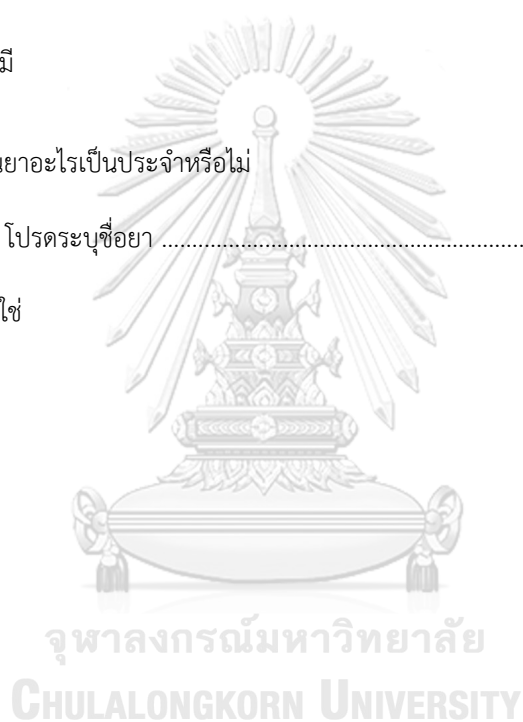 มี
นยาอะไรเป็นประจำหรือไม่
โปรดระบุชื่อยา ............................................................
ใช่
จุฬาลงกรณ์มหาวิทยาลัย
CHULALONGKORN UNIVERSITY